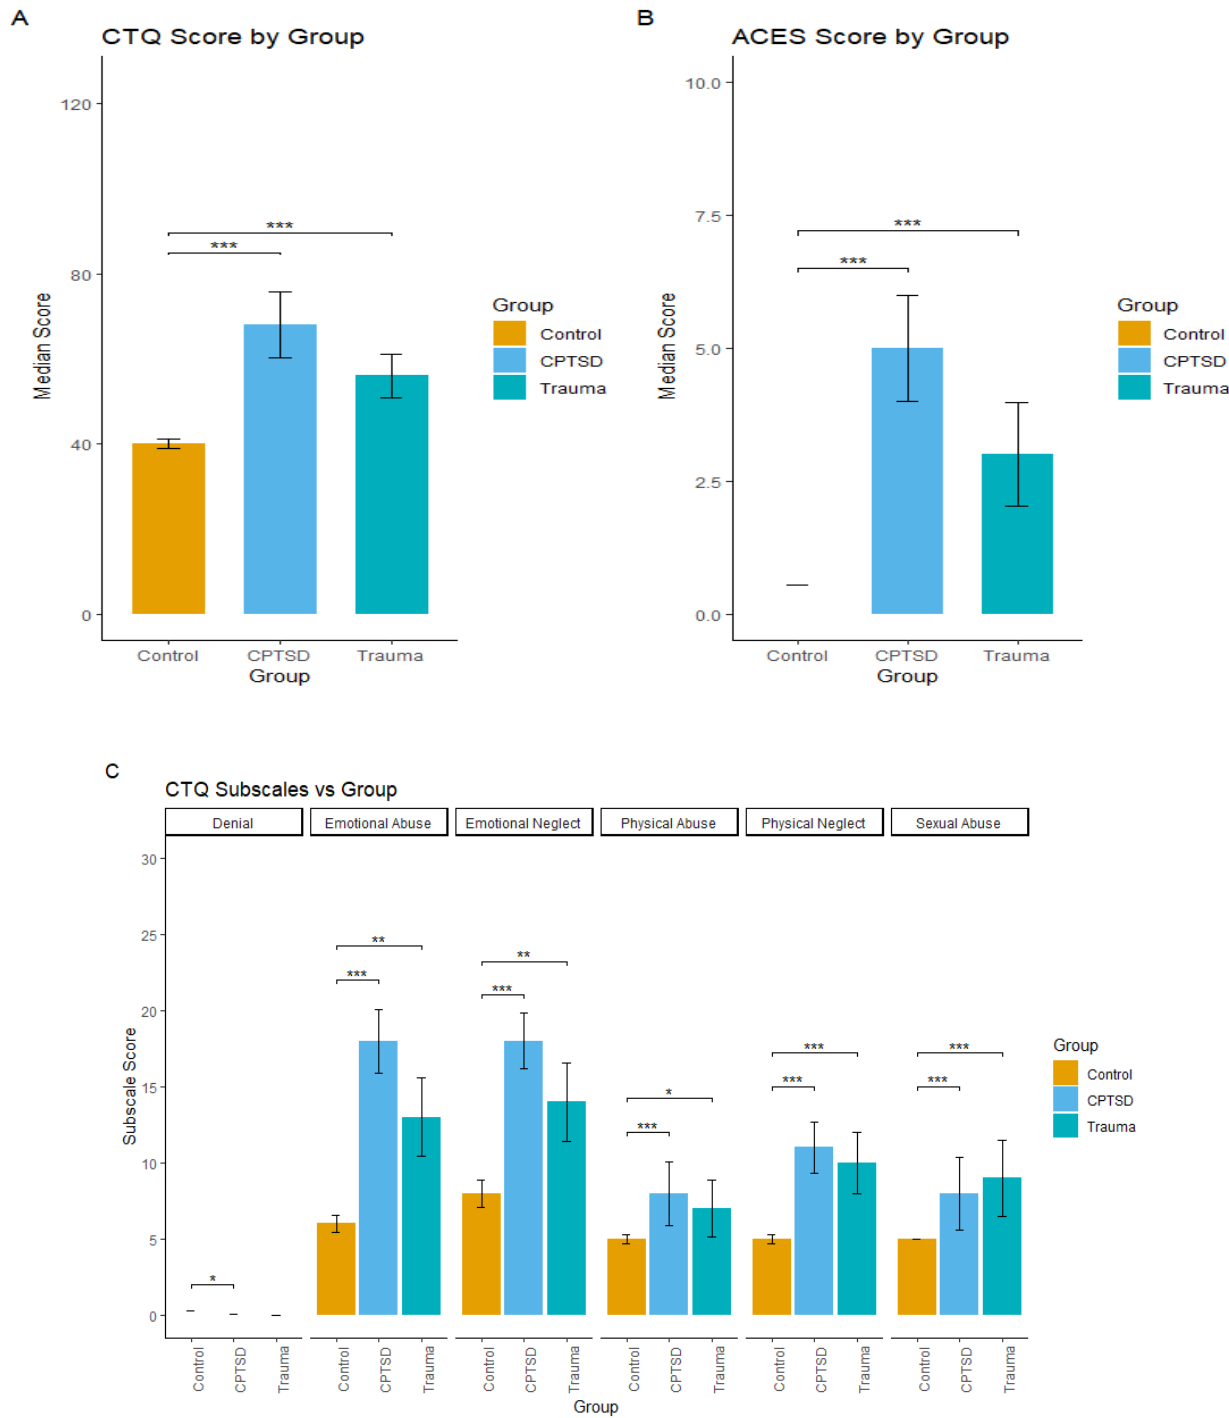 A
CTQ Score by Group
120
80
40
0
Median Score
***
***
Control
CPTSD
Trauma
Group
Group
Control
CPTSD
Trauma
B
ACES Score by Group
10.0
7.5
5.0
2.5
0.0
Median Score
***
***
Control
CPTSD
Trauma
Group
Group
Control
CPTSD
Trauma
C
CTQ Subscales vs Group
Denial
Emotional Abuse
Emotional Neglect
Physical Abuse
Physical Neglect
Sexual Abuse
30
25
20
15
10
5
0
Subscale Score
*
**
***
**
***
*
***
***
***
***
***
Control
CPTSD
Trauma
Control
CPTSD
Trauma
Control
CPTSD
Trauma
Control
CPTSD
Trauma
Control
CPTSD
Trauma
Control
CPTSD
Trauma
Group
Group
Control
CPTSD
Trauma